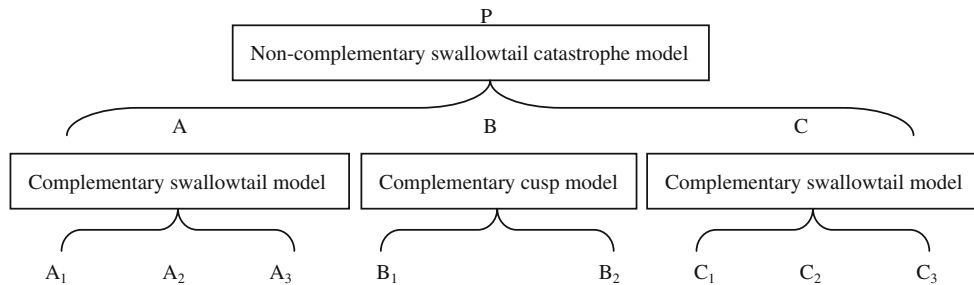 P
Non-complementary swallowtail catastrophe model
A B C
Complementary swallowtail model Complementary cusp model Complementary swallowtail model
A₁ A₂ A₃ B₁ B₂ C₁ C₂ C₃